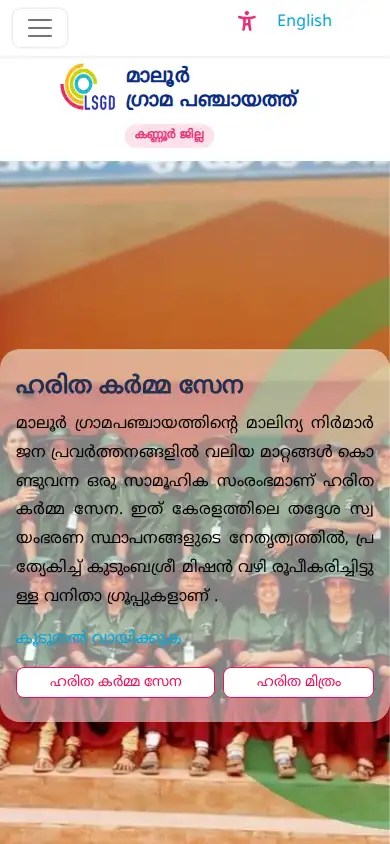 English
മാലൂർ
ഗ്രാമ പഞ്ചായത്ത്
LSGD
കണ്ണൂർ ജില്ല
ഹരിത കർമ്മ സേന
മാലൂർ ഗ്രാമപഞ്ചായത്തിന്റെ മാലിന്യ നിർമാർ
ജന പ്രവർത്തനങ്ങളിൽ വലിയ മാറ്റങ്ങൾ കൊ
ണ്ടുവന്ന ഒരു സാമൂഹിക സംരംഭമാണ് ഹരിത
കർമ്മ സേന. ഇത് കേരളത്തിലെ തദ്ദേശ സ്വ
യംഭരണ സ്ഥാപനങ്ങളുടെ നേതൃത്വത്തിൽ, പ്ര
ത്യേകിച്ച് കുടുംബശ്രീ മിഷൻ വഴി രൂപീകരിച്ചിട്ടു
ള്ള വനിതാ ഗ്രൂപ്പുകളാണ് .
കൂടുതൽ വായിക്കുക
ഹരിത കർമ്മ സേന
ഹരിത മിത്രം